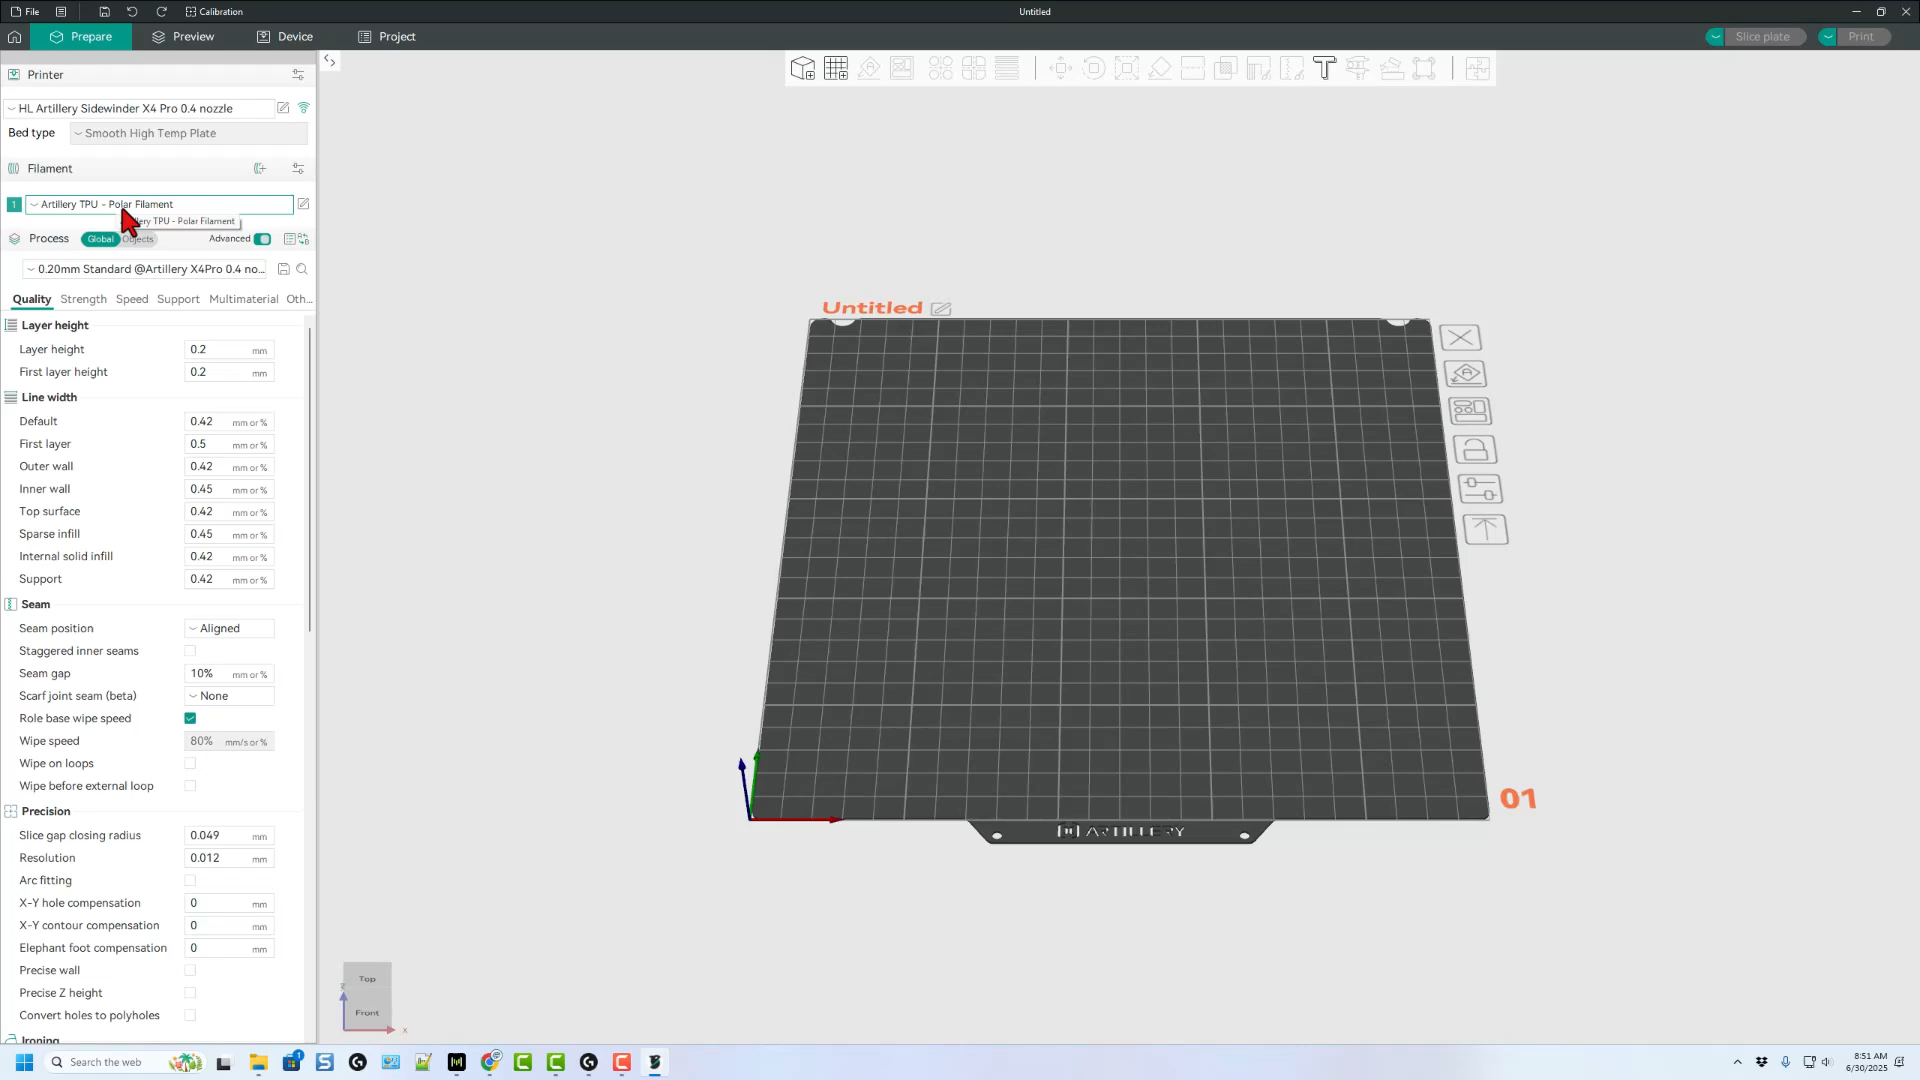 File
Calibration
Untitled
Prepare
Preview
Device
Project
Slice plate
Print
Printer
HL Artillery Sidewinder X4 Pro 0.4 nozzle
Bed type
Smooth High Temp Plate
Filament
1
Artillery TPU - Polar Filament
llery TPU - Polar Filament
Process
Global
Objects
Advanced
0.20mm Standard @Artillery X4Pro 0.4 no...
Quality
Strength
Speed
Support
Multimaterial
Oth...
Layer height
Layer height 0.2 mm
First layer height 0.2 mm
Line width
Default 0.42 mm or %
First layer 0.5 mm or %
Outer wall 0.42 mm or %
Inner wall 0.45 mm or %
Top surface 0.42 mm or %
Sparse infill 0.45 mm or %
Internal solid infill 0.42 mm or %
Support 0.42 mm or %
Seam
Seam position Aligned
Staggered inner seams
Seam gap 10% mm or %
Scarf joint seam (beta) None
Role base wipe speed
Wipe speed 80% mm/s or %
Wipe on loops
Wipe before external loop
Precision
Slice gap closing radius 0.049 mm
Resolution 0.012 mm
Arc fitting
X-Y hole compensation 0 mm
X-Y contour compensation 0 mm
Elephant foot compensation 0 mm
Precise wall
Precise Z height
Convert holes to polyholes
Ironing
Untitled
01
ARTILLERY
Top
Front
z
x
Search the web
1
8:51 AM
6/30/2025